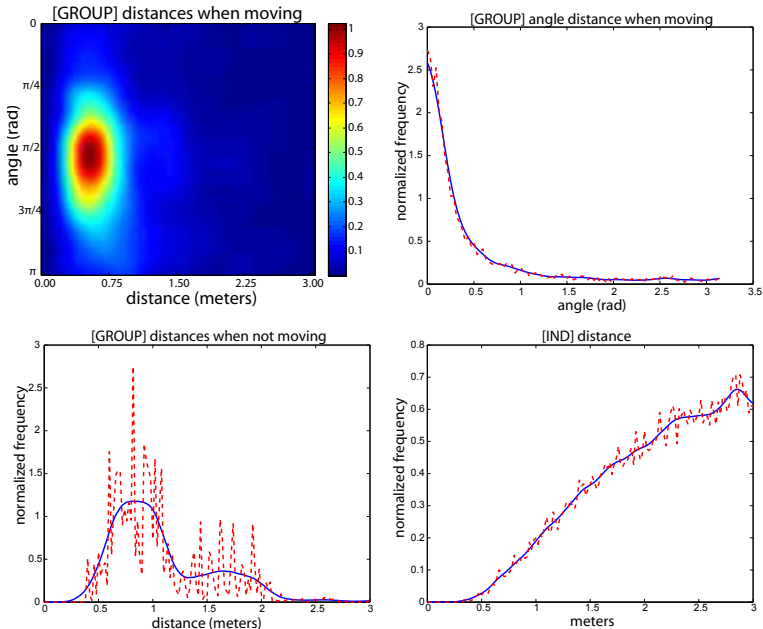 [GROUP] distances when moving
0
π/4
π/2
3π/4
π
angle (rad)
0.00 0.75 1.50 2.25 3.00
distance (meters)
1
0.9
0.8
0.7
0.6
0.5
0.4
0.3
0.2
0.1
[GROUP] angle distance when moving
3
2.5
2
1.5
1
0.5
0
normalized frequency
0 0.5 1 1.5 2 2.5 3 3.5
angle (rad)
[GROUP] distances when not moving
3
2.5
2
1.5
1
0.5
0
normalized frequency
0 0.5 1 1.5 2 2.5 3
distance (meters)
[IND] distance
0.8
0.7
0.6
0.5
0.4
0.3
0.2
0.1
0
normalized frequency
0 0.5 1 1.5 2 2.5 3
meters